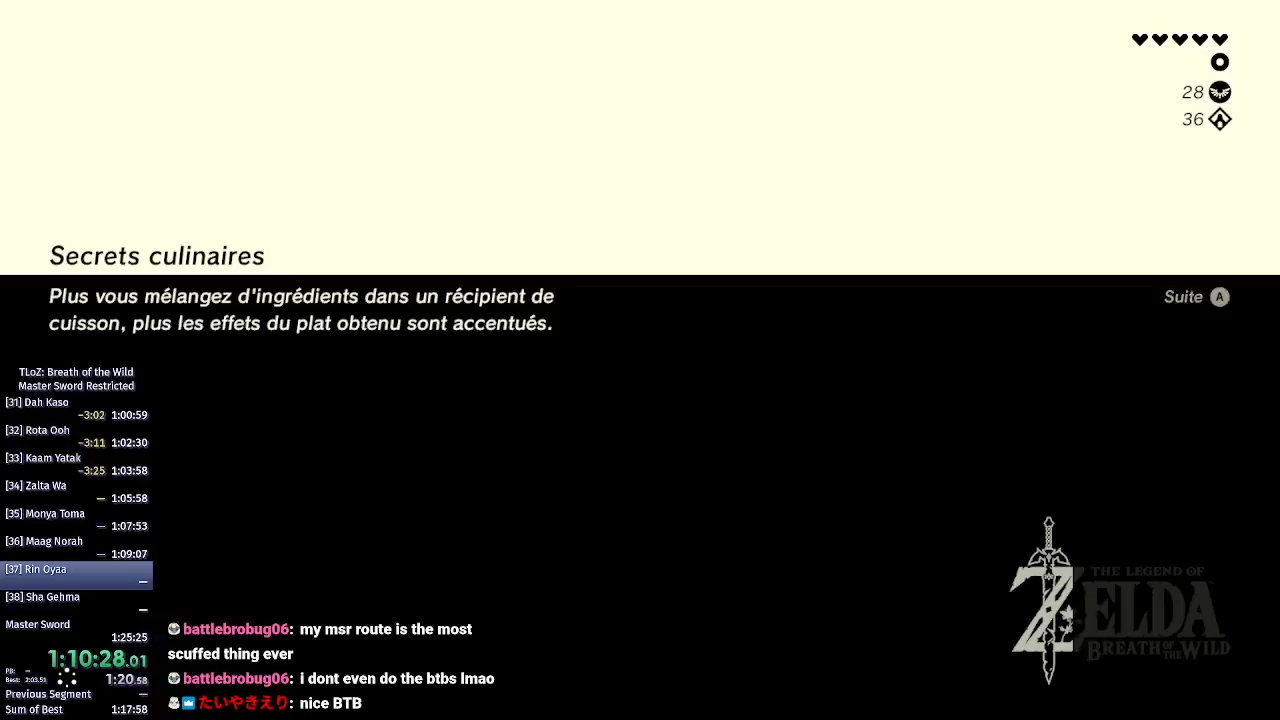 28
36
Secrets culinaires
Plus vous mélangez d'ingrédients dans un récipient de
cuisson, plus les effets du plat obtenu sont accentués.
Suite A
TLoZ: Breath of the Wild
Master Sword Restricted
[31] Dah Kaso
-3:02 1:00:59
[32] Rota Ooh
-3:11 1:02:30
[33] Kaam Yatak
-3:25 1:03:58
[34] Zalta Wa
— 1:05:58
[35] Monya Toma
— 1:07:53
[36] Maag Norah
— 1:09:07
[37] Rin Oyaa
—
[38] Sha Gehma
—
Master Sword
1:25:25
1:10:28.01
PB: —
Best: 2:03.51
1:20.58
Previous Segment —
Sum of Best 1:17:58
battlebrobug06: my msr route is the most
scuffed thing ever
battlebrobug06: i dont even do the btbs lmao
たいやきえり: nice BTB
THE LEGEND OF
ZELDA
BREATH OF THE WILD